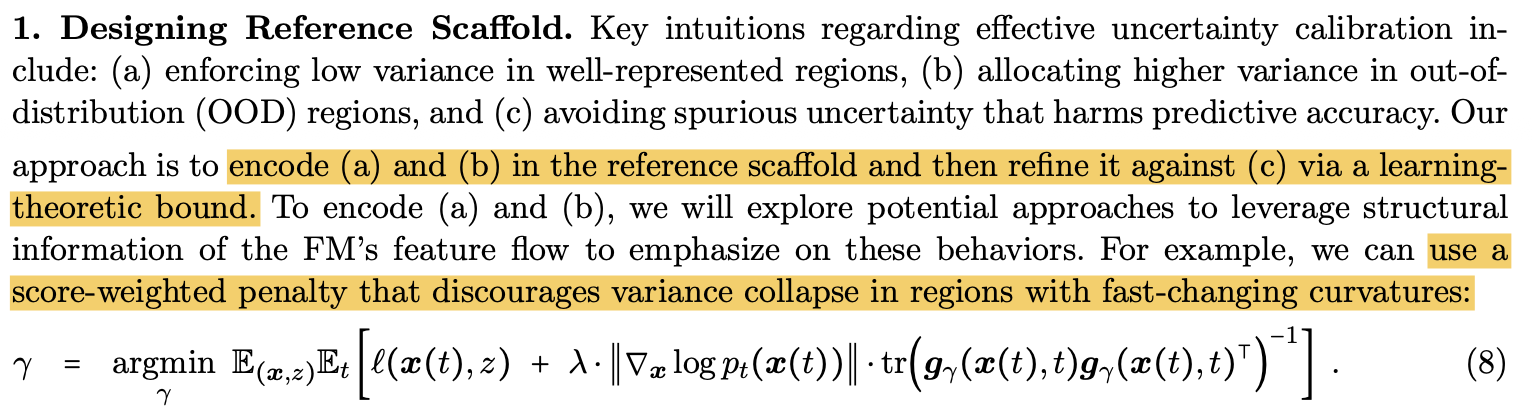 1. Designing Reference Scaffold. Key intuitions regarding effective uncertainty calibration in-
clude: (a) enforcing low variance in well-represented regions, (b) allocating higher variance in out-of-
distribution (OOD) regions, and (c) avoiding spurious uncertainty that harms predictive accuracy. Our
approach is to encode (a) and (b) in the reference scaffold and then refine it against (c) via a learning-
theoretic bound. To encode (a) and (b), we will explore potential approaches to leverage structural
information of the FM's feature flow to emphasize on these behaviors. For example, we can use a
score-weighted penalty that discourages variance collapse in regions with fast-changing curvatures:
γ = argmin_γ 𝔼_(𝒙,z) 𝔼_t [ ℓ(𝒙(t), z) + λ · ‖∇_𝒙 log p_t(𝒙(t))‖ · tr(𝒈_γ(𝒙(t), t)𝒈_γ(𝒙(t), t)^⊤)^−1 ] . (8)